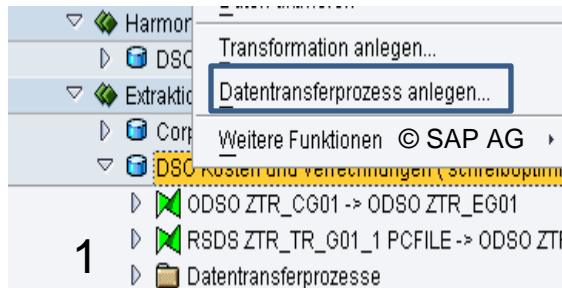 Harmor
Transformation anlegen...
DSO
Extraktio
Datentransferprozess anlegen...
Corp
Weitere Funktionen © SAP AG
DSO Kosten und Verrechnungen ( schreiboptimi
ODSO ZTR_CG01 -> ODSO ZTR_EG01
RSDS ZTR_TR_G01_1 PCFILE -> ODSO ZTF
1
Datentransferprozesse